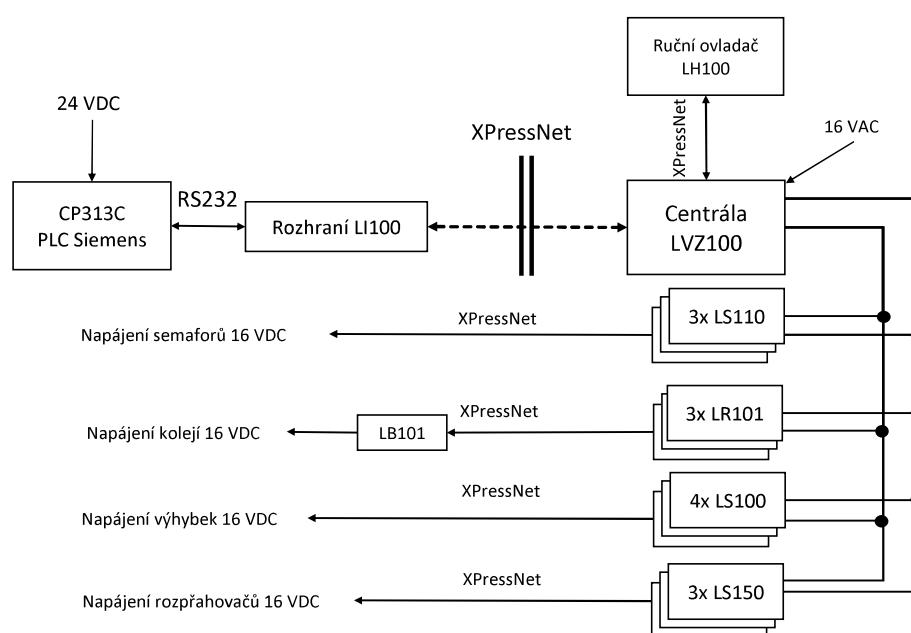 Ruční ovladač
LH100
24 VDC
XPressNet
XPressNet
16 VAC
CP313C
PLC Siemens
RS232
Rozhraní LI100
Centrála
LVZ100
Napájení semaforů 16 VDC
XPressNet
3x LS110
Napájení kolejí 16 VDC
LB101
XPressNet
3x LR101
Napájení výhybek 16 VDC
XPressNet
4x LS100
Napájení rozpřahovačů 16 VDC
XPressNet
3x LS150